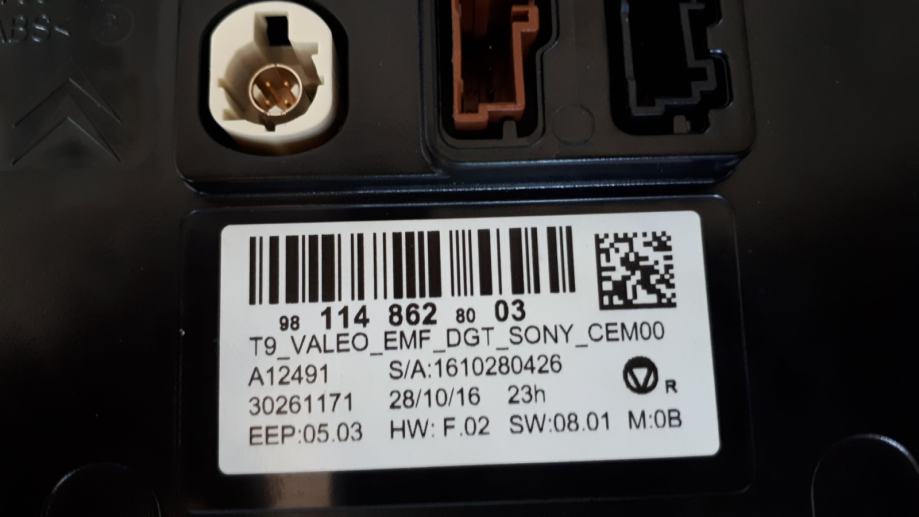 98 114 862 80 03
T9_VALEO_EMF_DGT_SONY_CEM00
A12491 S/A:1610280426
30261171 28/10/16 23h
R
EEP:05.03 HW: F.02 SW:08.01 M:0B